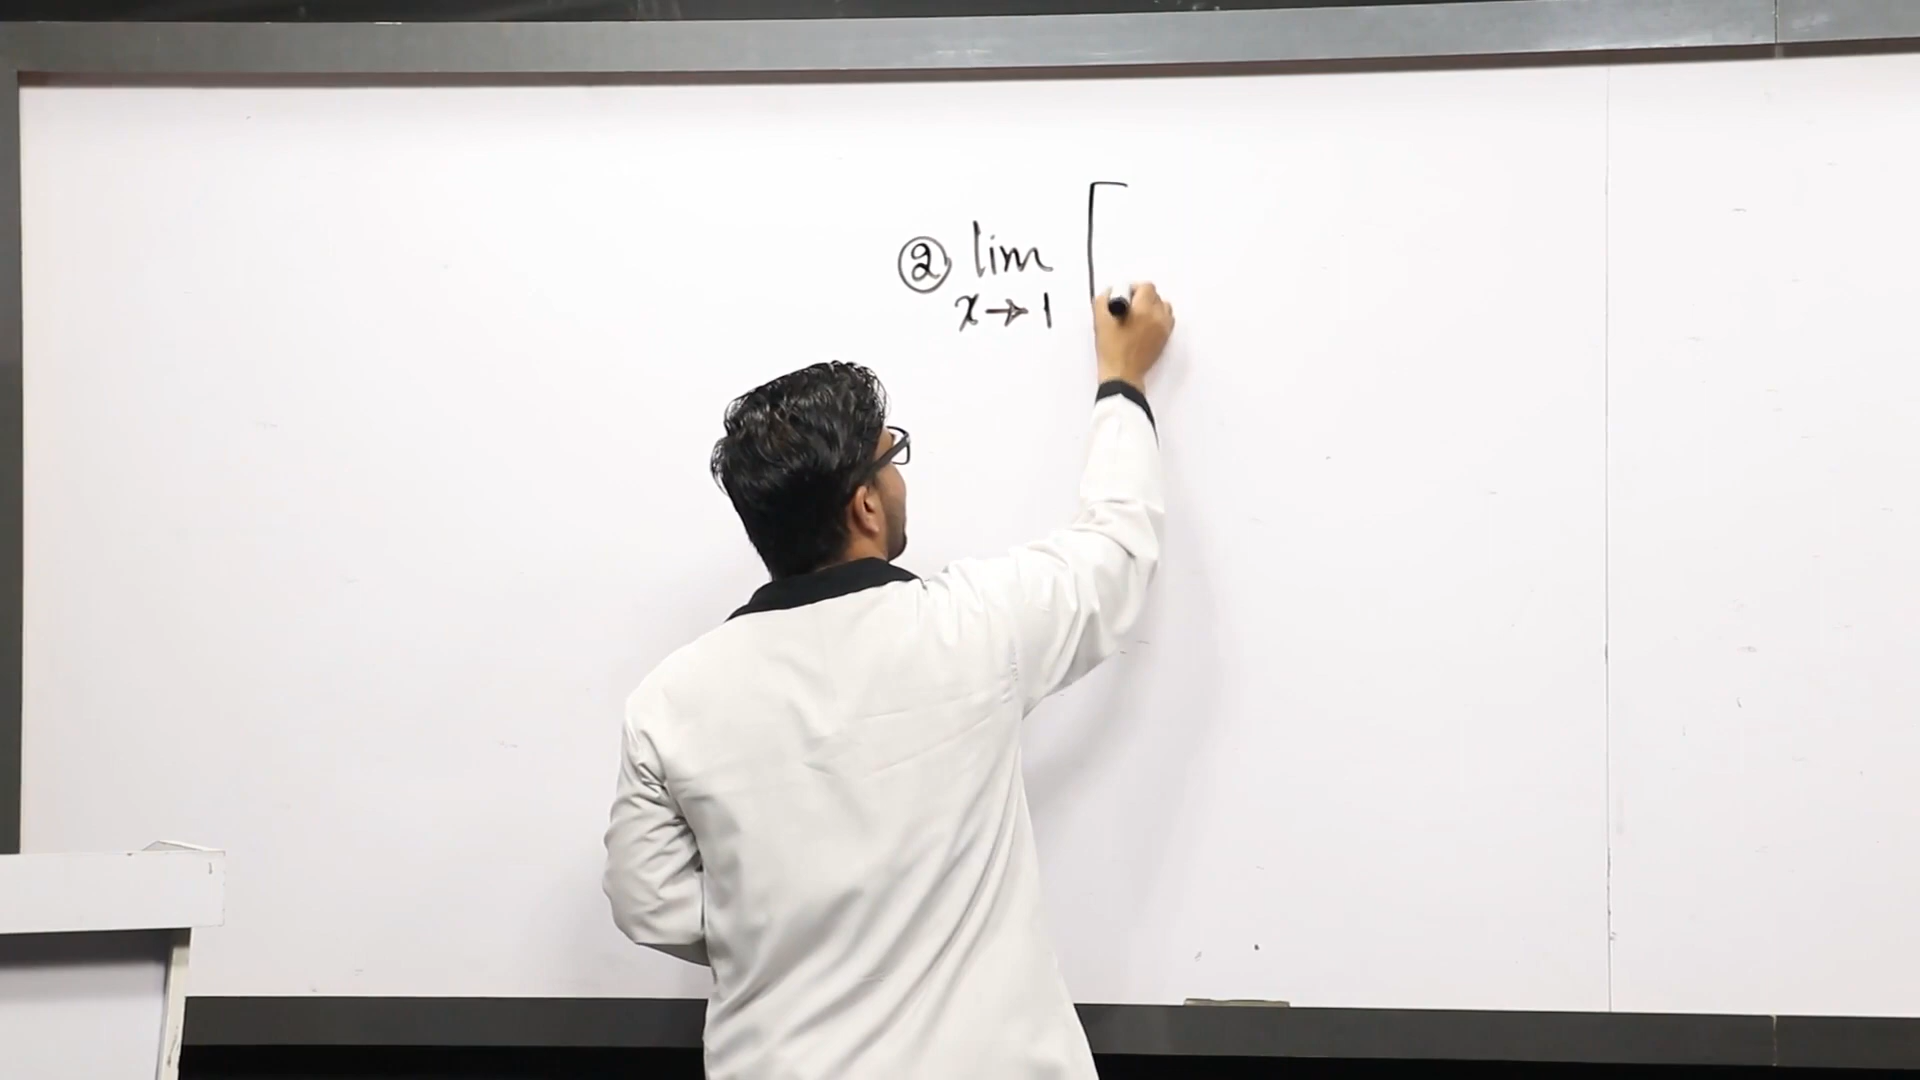 ② lim [
x → 1